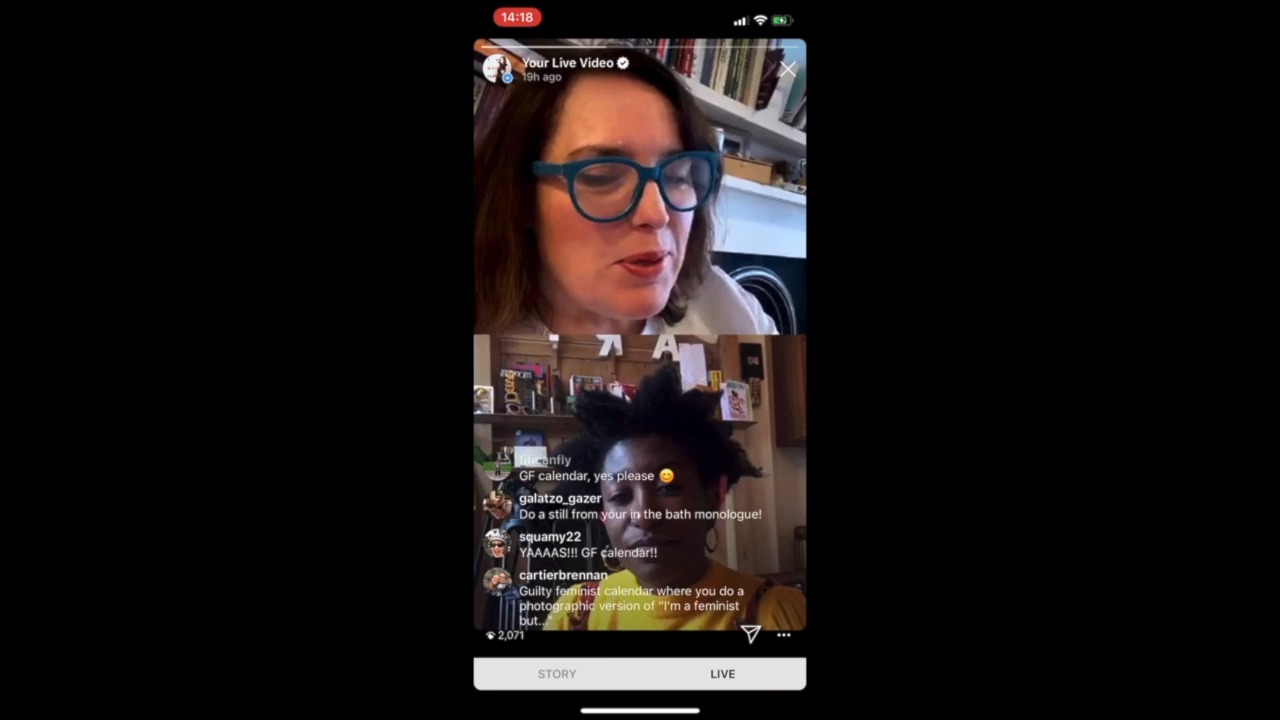 14:18
Your Live Video
19h ago
GF calendar, yes please 😊
galatzo_gazer
Do a still from your in the bath monologue!
squamy22
YAAAAS!!! GF calendar!!
cartierbrennan
Guilty feminist calendar where you do a
photographic version of "I'm a feminist
but..."
2,071
STORY
LIVE